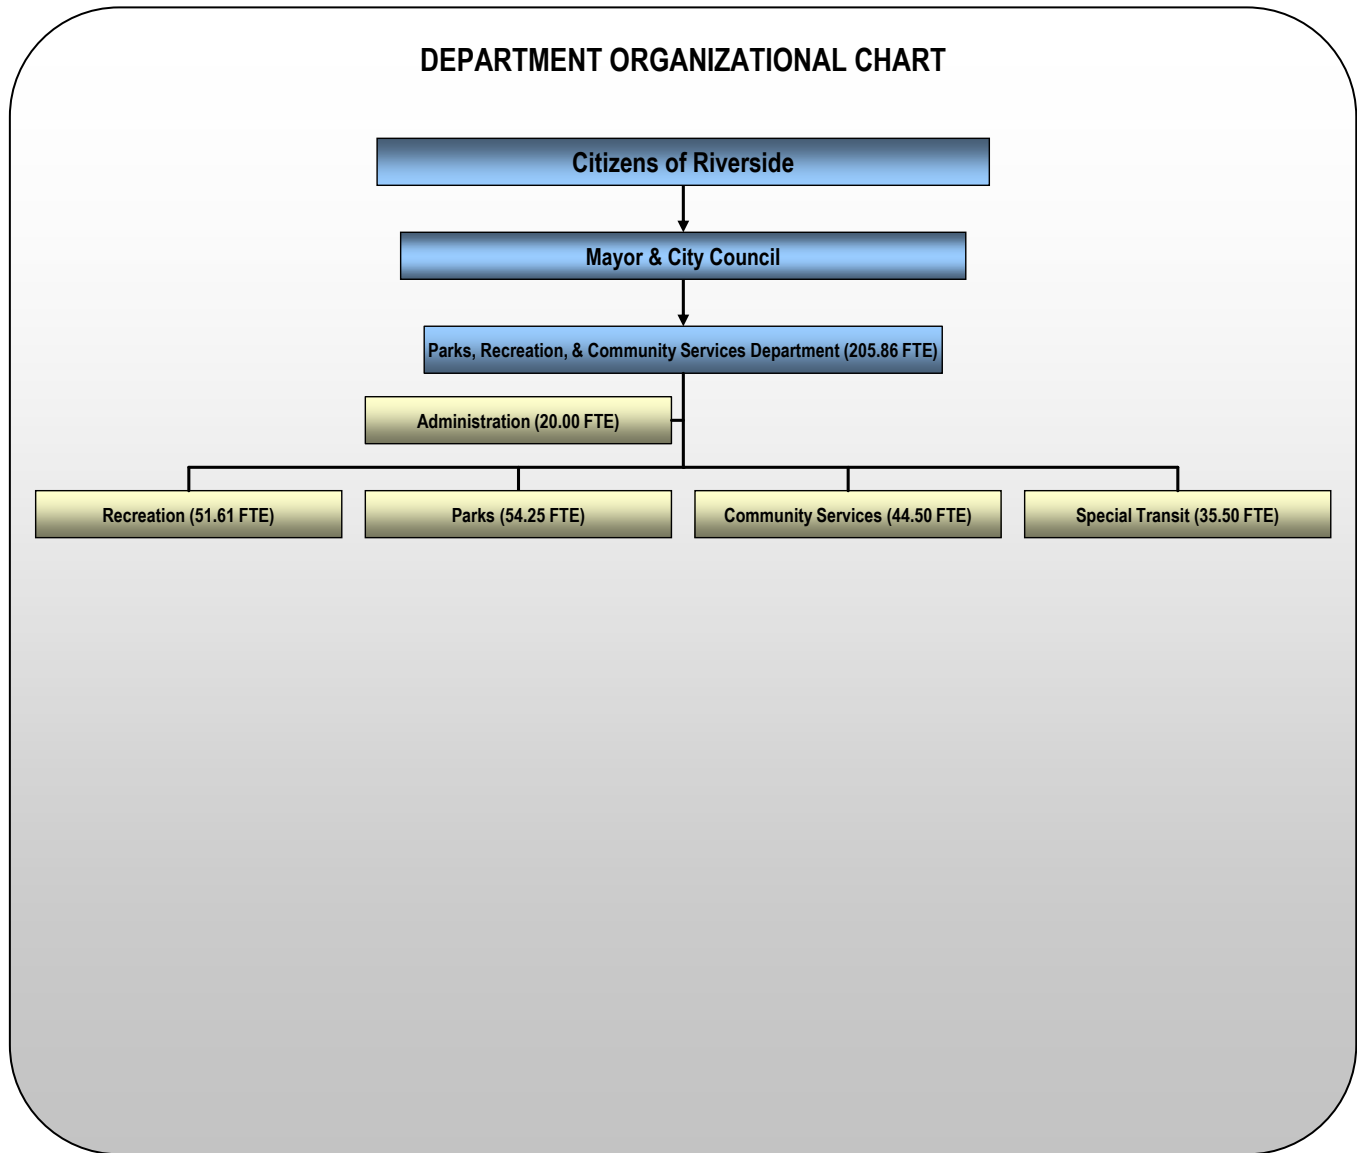 DEPARTMENT ORGANIZATIONAL CHART
Citizens of Riverside
Mayor & City Council
Parks, Recreation, & Community Services Department (205.86 FTE)
Administration (20.00 FTE)
Recreation (51.61 FTE)
Parks (54.25 FTE)
Community Services (44.50 FTE)
Special Transit (35.50 FTE)